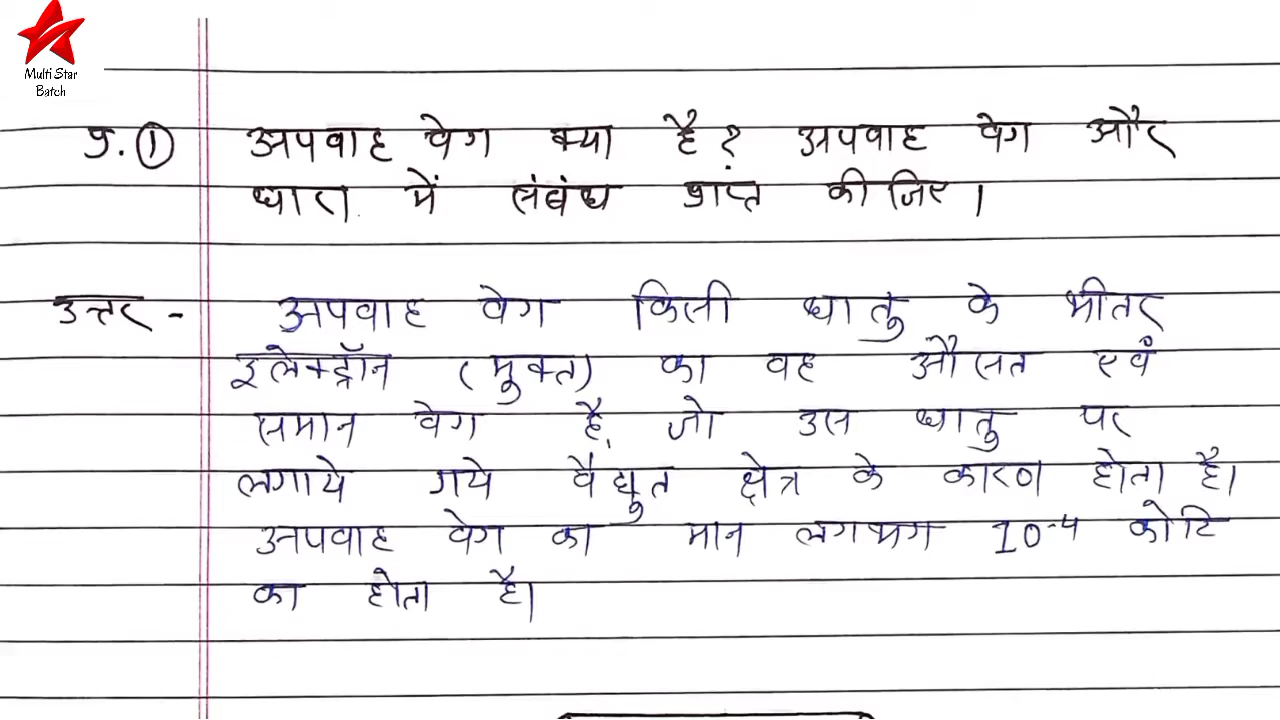 Multi Star
Batch
प्र. ① अपवाह वेग क्या है? अपवाह वेग और
धारा में संबंध प्राप्त कीजिए।
उत्तर - अपवाह वेग किसी धातु के भीतर
इलेक्ट्रॉन (मुक्त) का वह औसत एवं
समान वेग है, जो उस धातु पर
लगाये गये वैद्युत क्षेत्र के कारण होता है।
अपवाह वेग का मान लगभग 10-4 कोटि
का होता है।